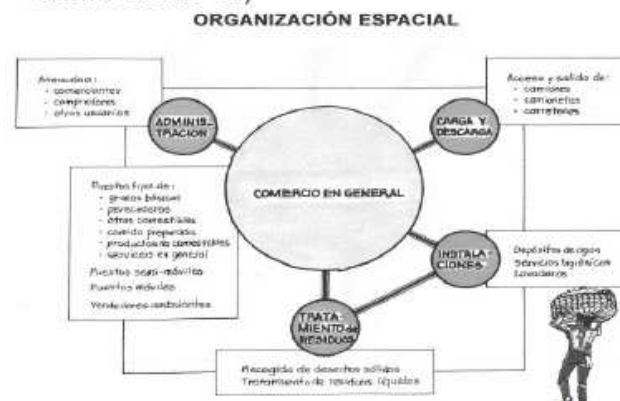 ORGANIZACIÓN ESPACIAL
Atención a:
• comerciantes
• compradores
• otros usuarios
ADMINIS-
TRACION
Acceso y salida de:
• camiones
• camionetas
• carretones
CARGA Y
DESCARGA
COMERCIO EN GENERAL
Puestos fijos de:
• granos básicos
• perecederos
• otros comestibles
• comida preparada
• productos no comestibles
• servicios en general
Puestos semi-móviles
Puestos móviles
Vendedores ambulantes
INSTALA-
CIONES
Depósitos de agua
Servicios higiénicos
Lavaderos
TRATA-
MIENTO de
RESIDUOS
Recogida de desechos sólidos
Tratamiento de residuos líquidos